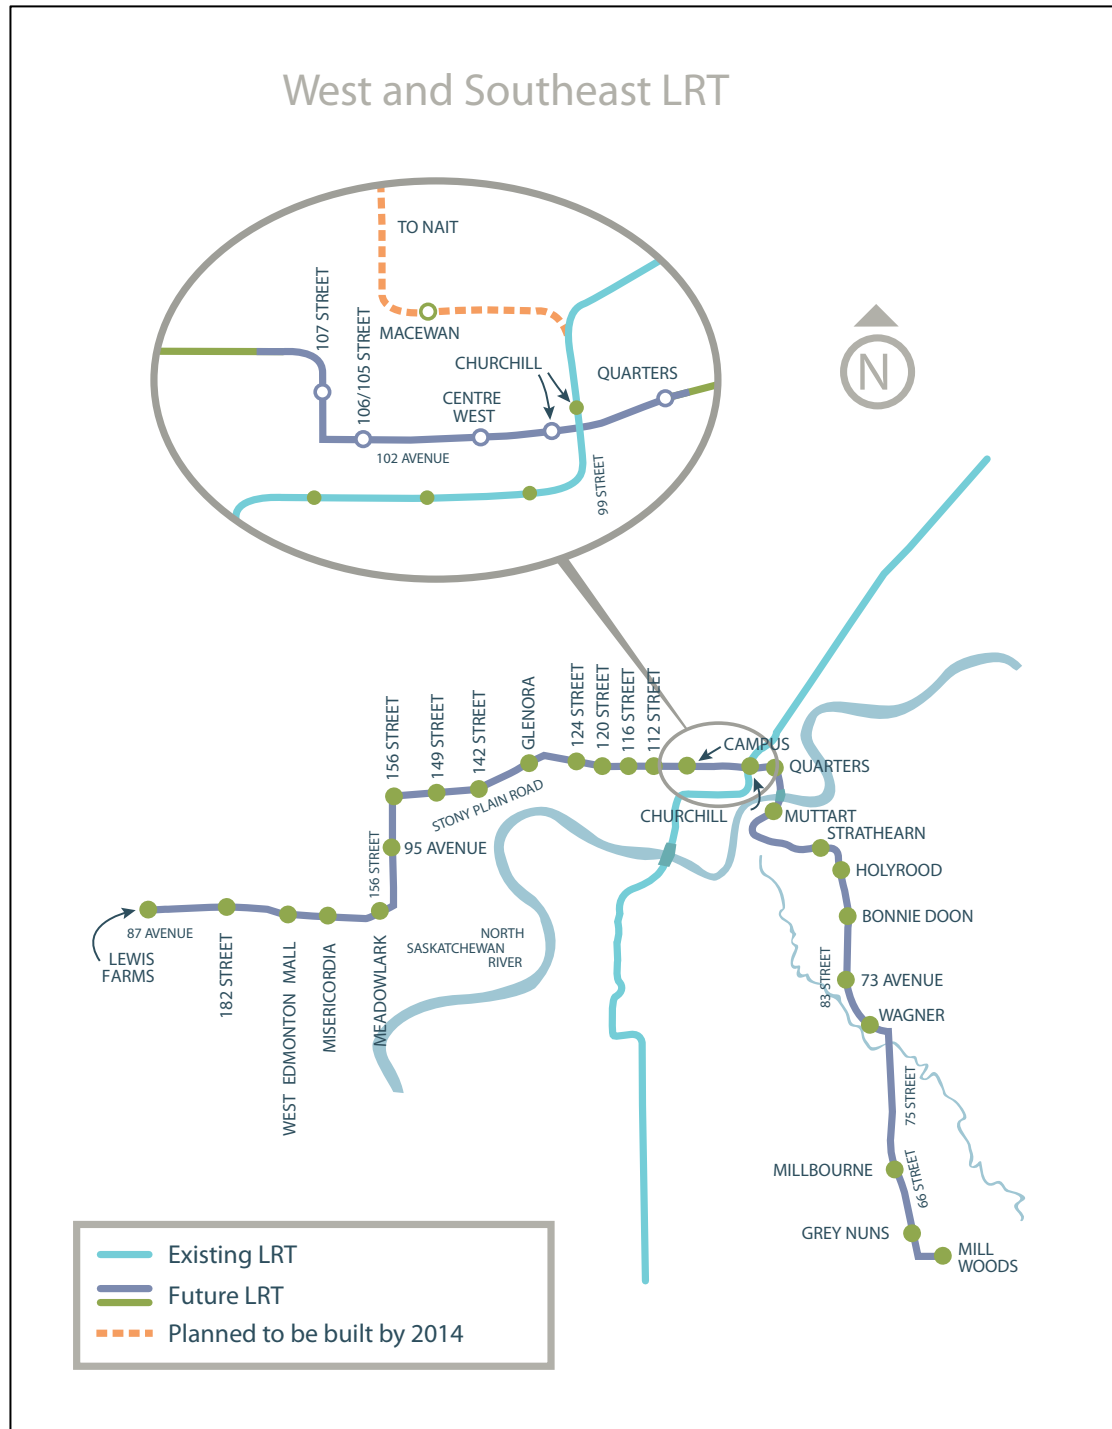 West and Southeast LRT
TO NAIT
107 STREET
106/105 STREET
MACEWAN
CHURCHILL
QUARTERS
CENTRE
WEST
102 AVENUE
99 STREET
N
156 STREET
149 STREET
142 STREET
GLENORA
124 STREET
120 STREET
116 STREET
112 STREET
CAMPUS
QUARTERS
STONY PLAIN ROAD
CHURCHILL
MUTTART
STRATHEARN
95 AVENUE
156 STREET
HOLYROOD
BONNIE DOON
87 AVENUE
LEWIS
FARMS
182 STREET
WEST EDMONTON MALL
MISERICORDIA
MEADOWLARK
NORTH
SASKATCHEWAN
RIVER
83 STREET
73 AVENUE
WAGNER
75 STREET
MILLBOURNE
66 STREET
GREY NUNS
MILL
WOODS
Existing LRT
Future LRT
Planned to be built by 2014